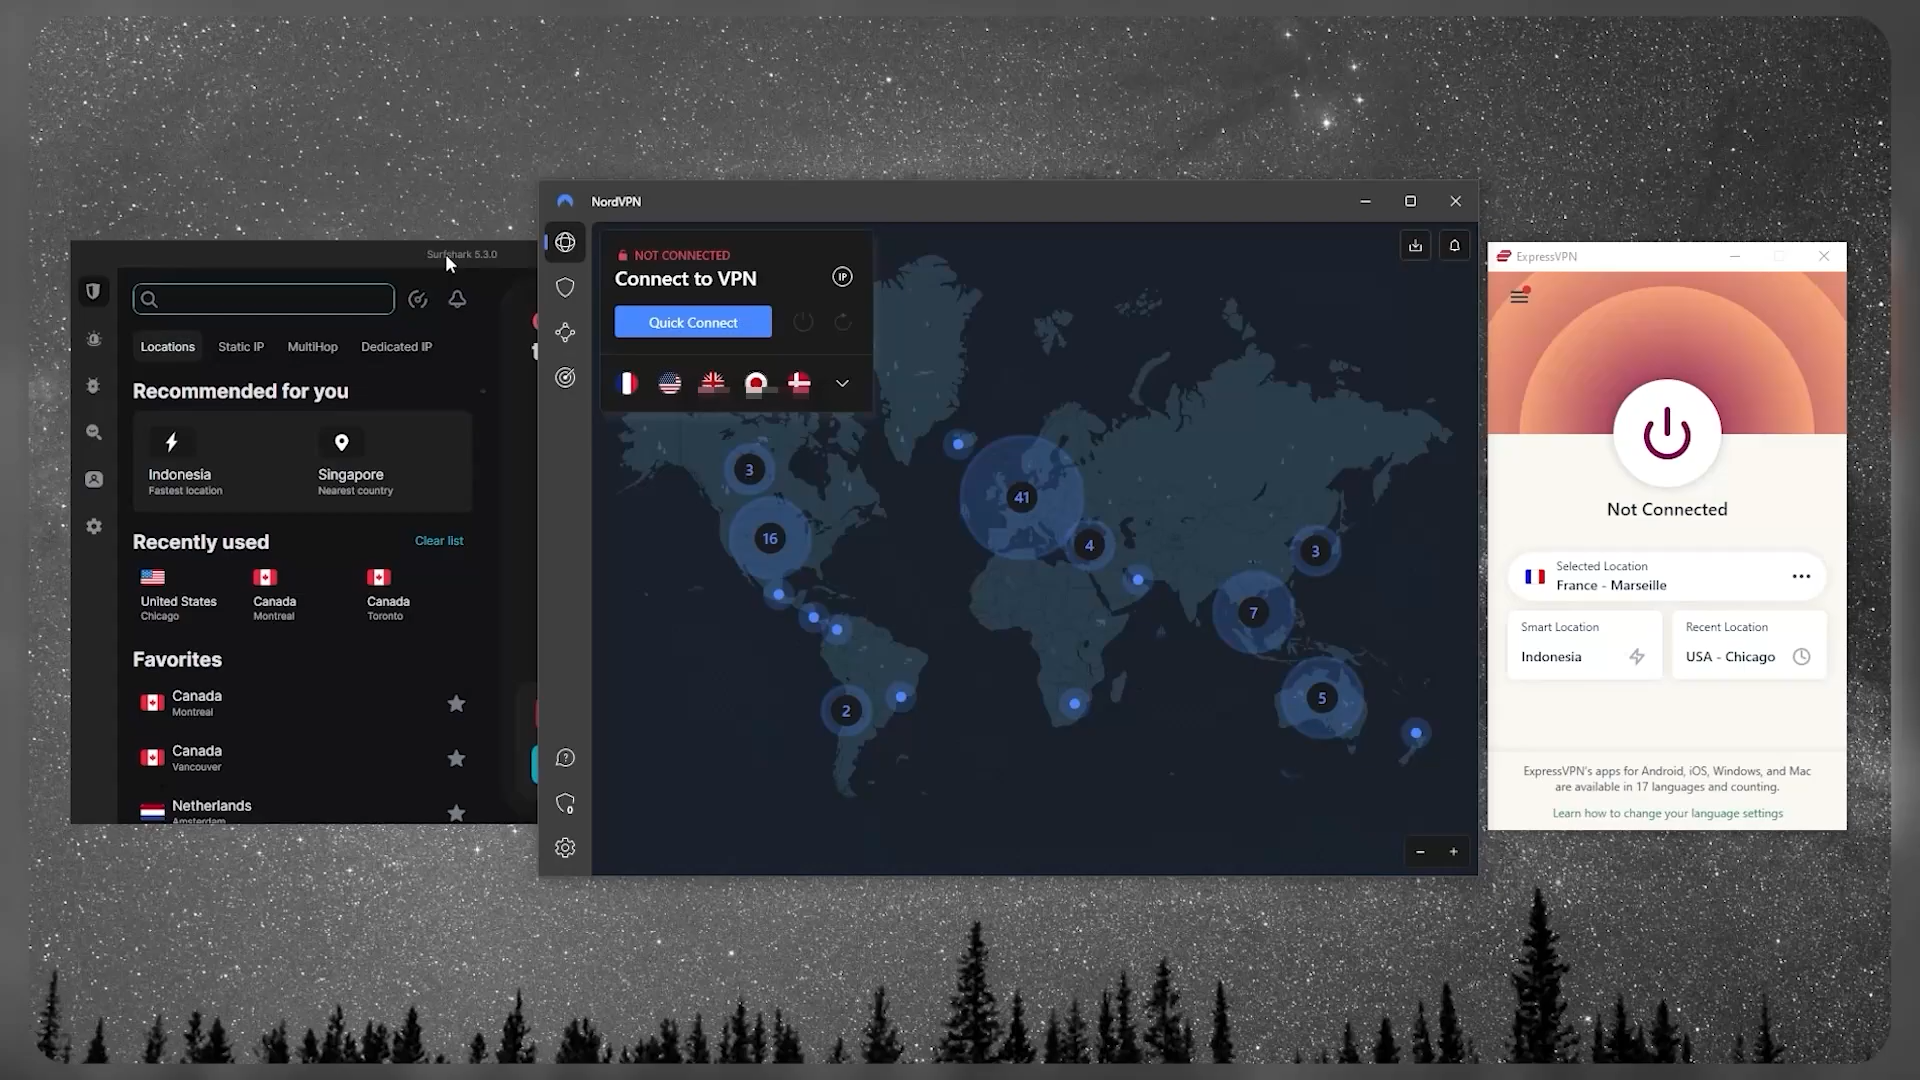 Surfshark 5.3.0
Locations
Static IP
MultiHop
Dedicated IP
Recommended for you
Indonesia
Fastest location
Singapore
Nearest country
Recently used
Clear list
United States
Chicago
Canada
Montreal
Canada
Toronto
Favorites
Canada
Montreal
Canada
Vancouver
Netherlands
Amsterdam
NordVPN
NOT CONNECTED
Connect to VPN
IP
Quick Connect
3
16
41
4
3
7
2
5
ExpressVPN
Not Connected
Selected Location
France - Marseille
Smart Location
Indonesia
Recent Location
USA - Chicago
ExpressVPN's apps for Android, iOS, Windows, and Mac
are available in 17 languages and counting.
Learn how to change your language settings